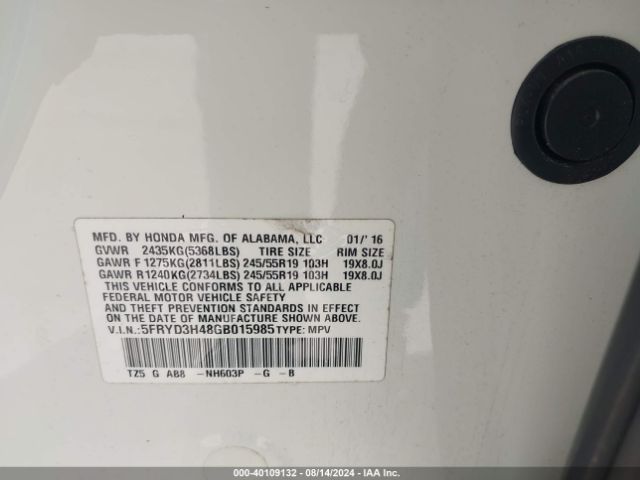 MFD. BY HONDA MFG. OF ALABAMA, LLC 01/' 16
GVWR 2435KG(5368LBS) TIRE SIZE RIM SIZE
GAWR F 1275KG(2811LBS) 245/55R19 103H 19X8.0J
GAWR R1240KG(2734LBS) 245/55R19 103H 19X8.0J
THIS VEHICLE CONFORMS TO ALL APPLICABLE
FEDERAL MOTOR VEHICLE SAFETY
AND THEFT PREVENTION STANDARDS IN EFFECT
ON THE DATE OF MANUFACTURE SHOWN ABOVE.
V.I.N.: 5FRYD3H48GB015985 TYPE: MPV
TZ5 G AB8 -NH603P -G -B
000-40109132 - 08/14/2024 - IAA Inc.